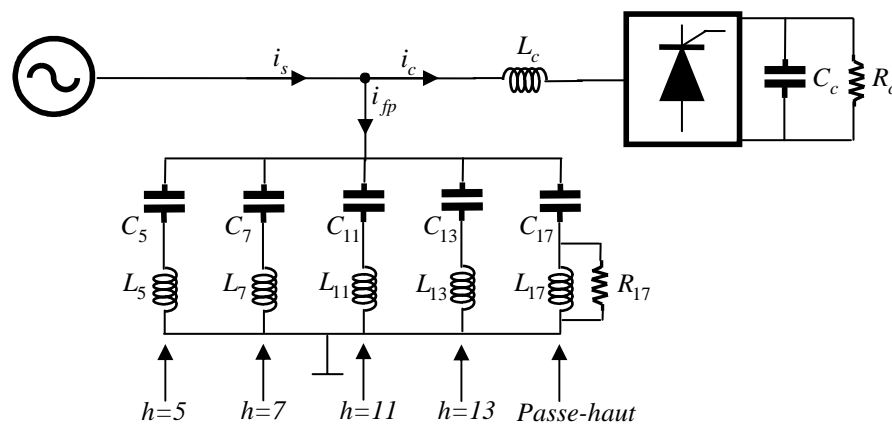 i_s
i_c
L_c
i_fp
C_c
R_c
C_5
C_7
C_11
C_13
C_17
L_5
L_7
L_11
L_13
L_17
R_17
h=5
h=7
h=11
h=13
Passe-haut